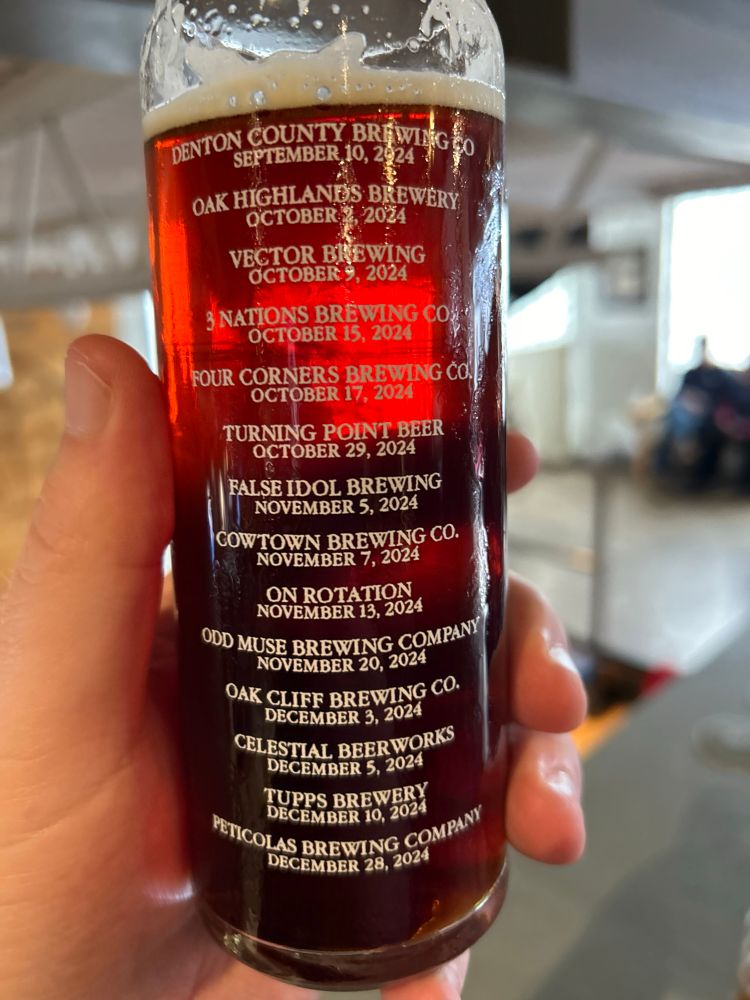 DENTON COUNTY BREWING CO
SEPTEMBER 10, 2024
OAK HIGHLANDS BREWERY
OCTOBER 2, 2024
VECTOR BREWING
OCTOBER 9, 2024
3 NATIONS BREWING CO.
OCTOBER 15, 2024
FOUR CORNERS BREWING CO.
OCTOBER 17, 2024
TURNING POINT BEER
OCTOBER 29, 2024
FALSE IDOL BREWING
NOVEMBER 5, 2024
COWTOWN BREWING CO.
NOVEMBER 7, 2024
ON ROTATION
NOVEMBER 13, 2024
ODD MUSE BREWING COMPANY
NOVEMBER 20, 2024
OAK CLIFF BREWING CO.
DECEMBER 3, 2024
CELESTIAL BEERWORKS
DECEMBER 5, 2024
TUPPS BREWERY
DECEMBER 10, 2024
PETICOLAS BREWING COMPANY
DECEMBER 28, 2024